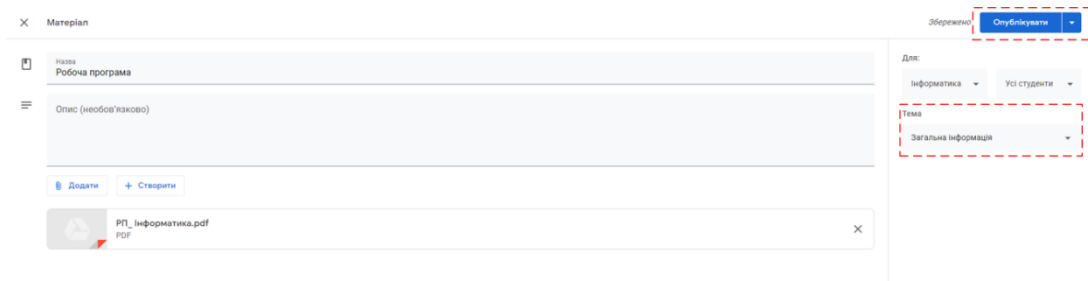 Матеріал
Збережено
Опублікувати
Назва
Робоча програма
Опис (необов'язково)
Додати
Створити
РП_ Інформатика.pdf
PDF
Для:
Інформатика
Усі студенти
Тема
Загальна інформація